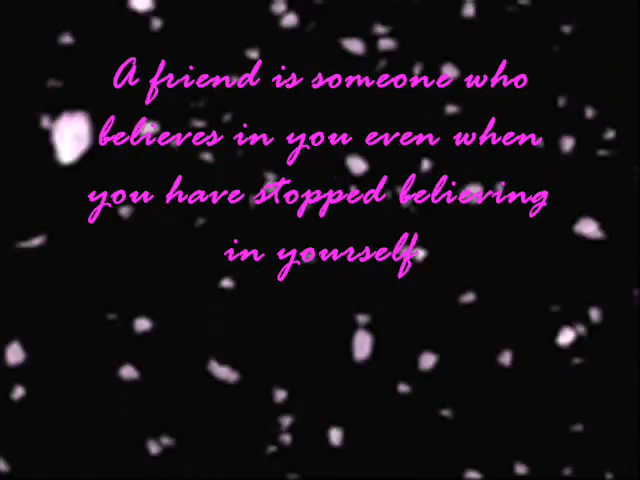 A friend is someone who
believes in you even when
you have stopped believing
in yourself